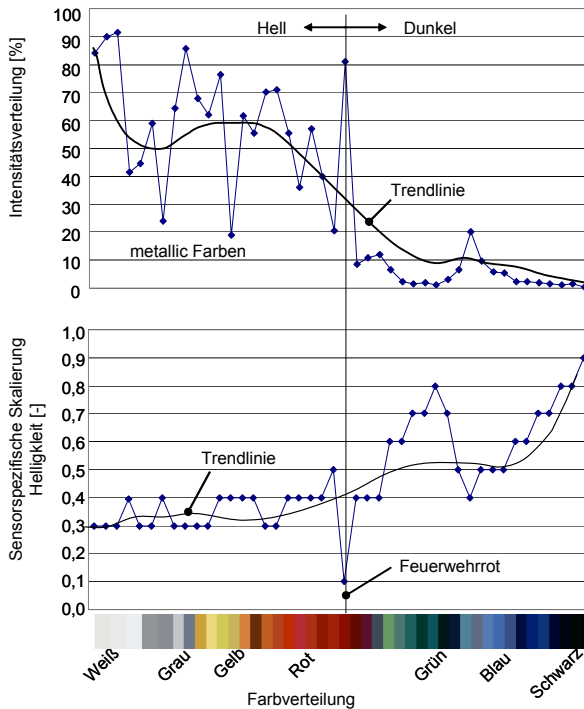 Intensitätsverteilung [%]
100
90
80
70
60
50
40
30
20
10
0
Hell
Dunkel
Trendlinie
metallic Farben
Sensorspezifische Skalierung
Helligkleit [-]
1,0
0,9
0,8
0,7
0,6
0,5
0,4
0,3
0,2
0,1
0,0
Trendlinie
Feuerwehrrot
Weiß
Grau
Gelb
Rot
Grün
Blau
Schwarz
Farbverteilung